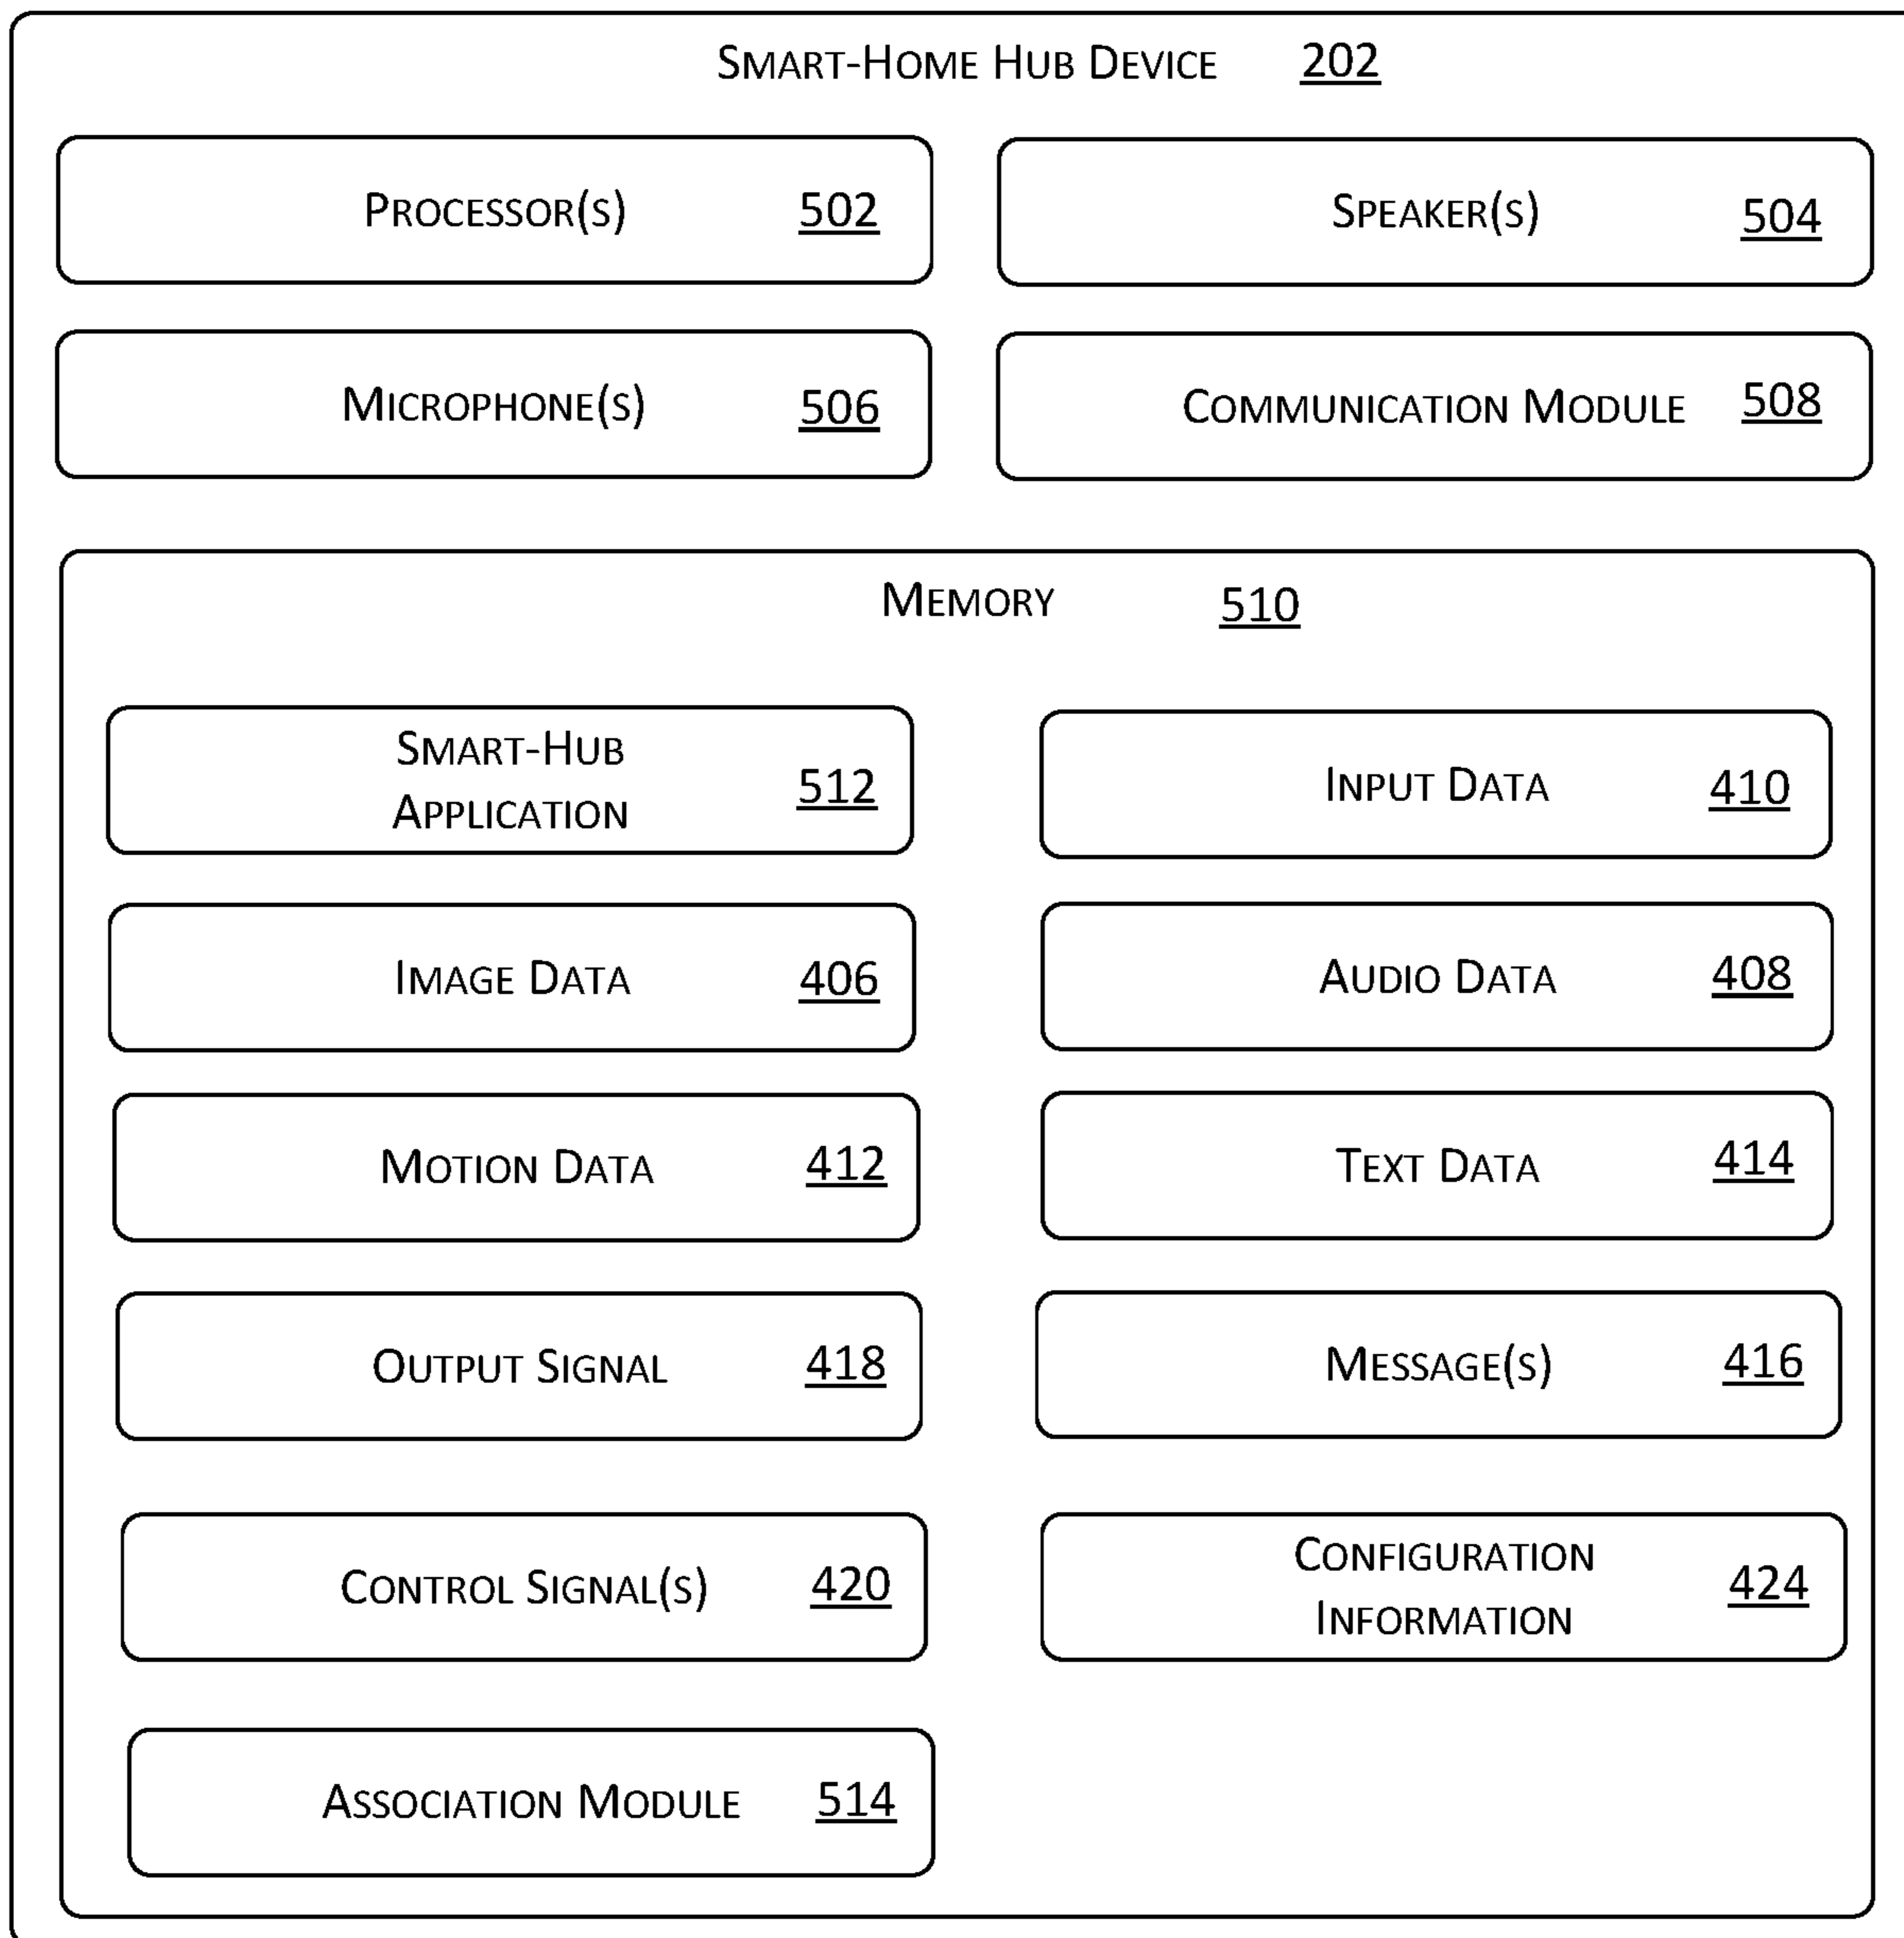 SMART-HOME HUB DEVICE 202
PROCESSOR(S) 502
SPEAKER(S) 504
MICROPHONE(S) 506
COMMUNICATION MODULE 508
MEMORY 510
SMART-HUB
APPLICATION 512
INPUT DATA 410
IMAGE DATA 406
AUDIO DATA 408
MOTION DATA 412
TEXT DATA 414
OUTPUT SIGNAL 418
MESSAGE(S) 416
CONTROL SIGNAL(S) 420
CONFIGURATION
INFORMATION 424
ASSOCIATION MODULE 514